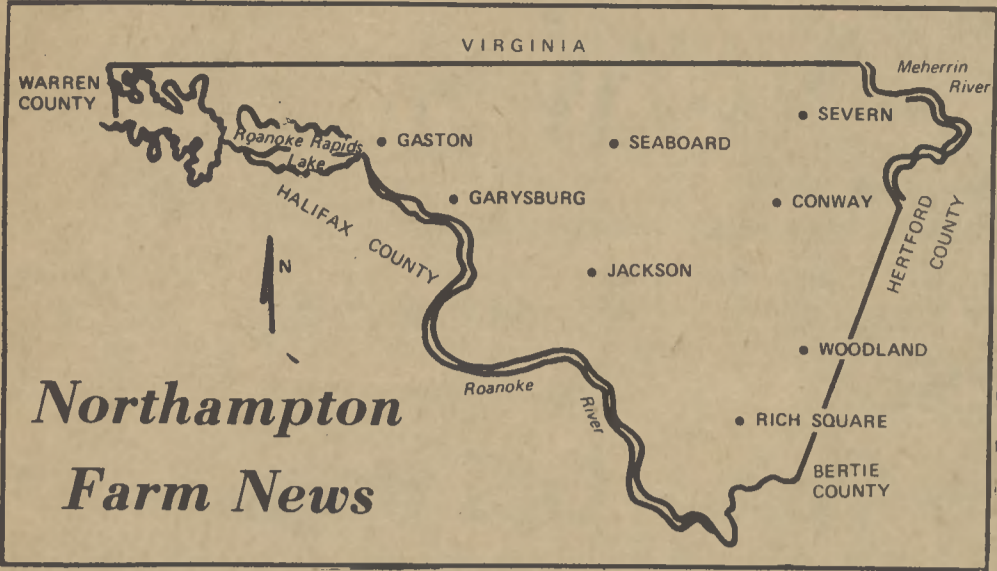 VIRGINIA
WARREN
COUNTY
Meherrin
River
SEVERN
Roanoke Rapids
Lake
GASTON
SEABOARD
GARYSBURG
CONWAY
HALIFAX COUNTY
HERTFORD
COUNTY
N
JACKSON
WOODLAND
Roanoke
River
RICH SQUARE
BERTIE
COUNTY
Northampton
Farm News